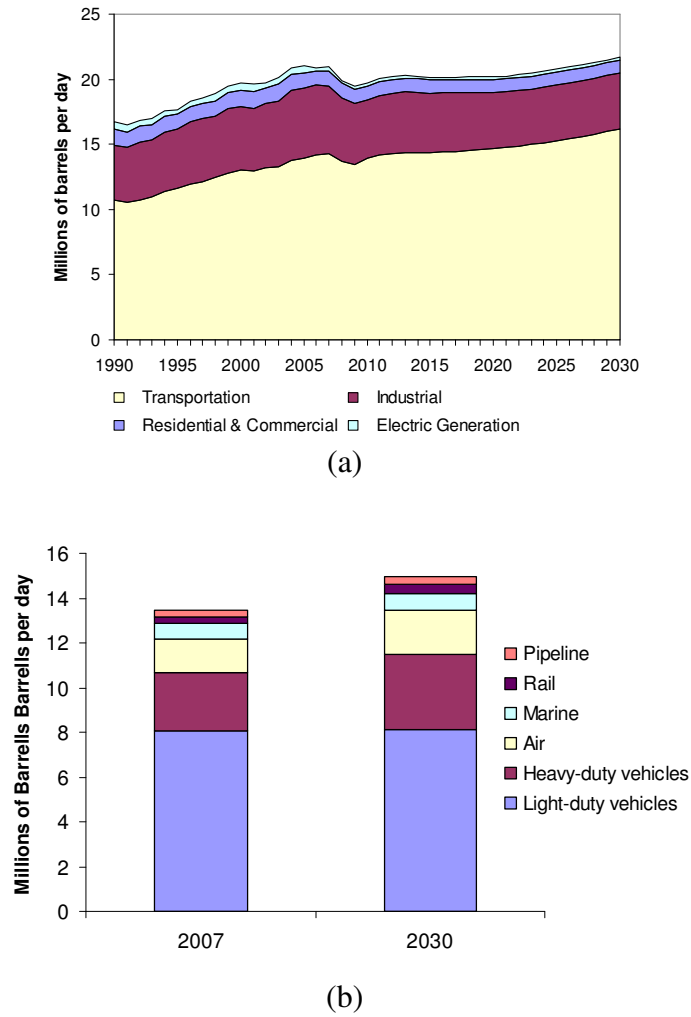 25
20
15
10
5
0
Millions of barrels per day
1990 1995 2000 2005 2010 2015 2020 2025 2030
Transportation Industrial
Residential & Commercial Electric Generation
(a)
16
14
12
10
8
6
4
2
0
Millions of Barrells Barrells per day
2007 2030
Pipeline
Rail
Marine
Air
Heavy-duty vehicles
Light-duty vehicles
(b)